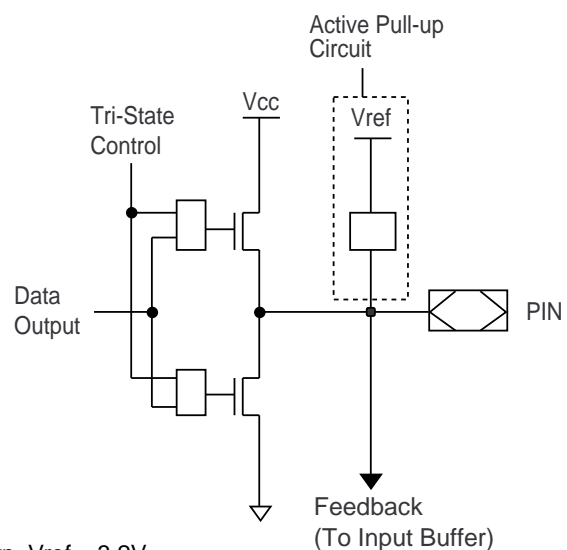 Active Pull-up
Circuit
Vcc
Vref
Tri-State
Control
Data
Output
PIN
Feedback
(To Input Buffer)